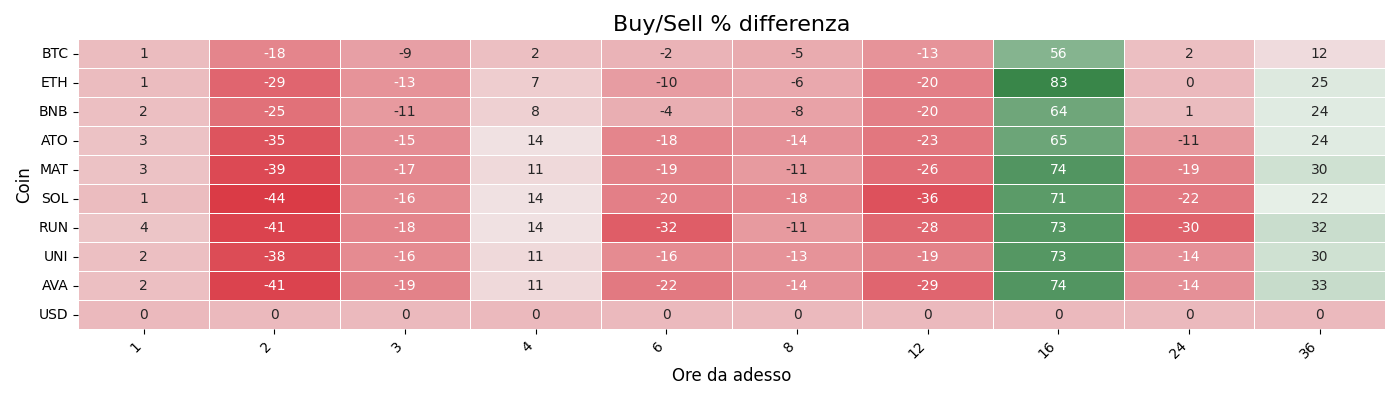 Buy/Sell % differenza
Coin
BTC 1 -18 -9 2 -2 -5 -13 56 2 12
ETH 1 -29 -13 7 -10 -6 -20 83 0 25
BNB 2 -25 -11 8 -4 -8 -20 64 1 24
ATO 3 -35 -15 14 -18 -14 -23 65 -11 24
MAT 3 -39 -17 11 -19 -11 -26 74 -19 30
SOL 1 -44 -16 14 -20 -18 -36 71 -22 22
RUN 4 -41 -18 14 -32 -11 -28 73 -30 32
UNI 2 -38 -16 11 -16 -13 -19 73 -14 30
AVA 2 -41 -19 11 -22 -14 -29 74 -14 33
USD 0 0 0 0 0 0 0 0 0 0
1 2 3 4 6 8 12 16 24 36
Ore da adesso